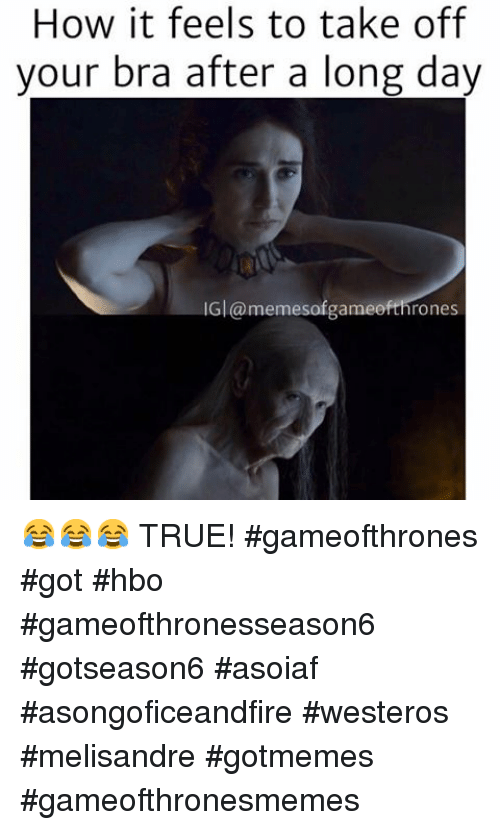 How it feels to take off
your bra after a long day
IG|@memesofgameofthrones
😂😂😂 TRUE! #gameofthrones
#got #hbo
#gameofthronesseason6
#gotseason6 #asoiaf
#asongoficeandfire #westeros
#melisandre #gotmemes
#gameofthronesmemes